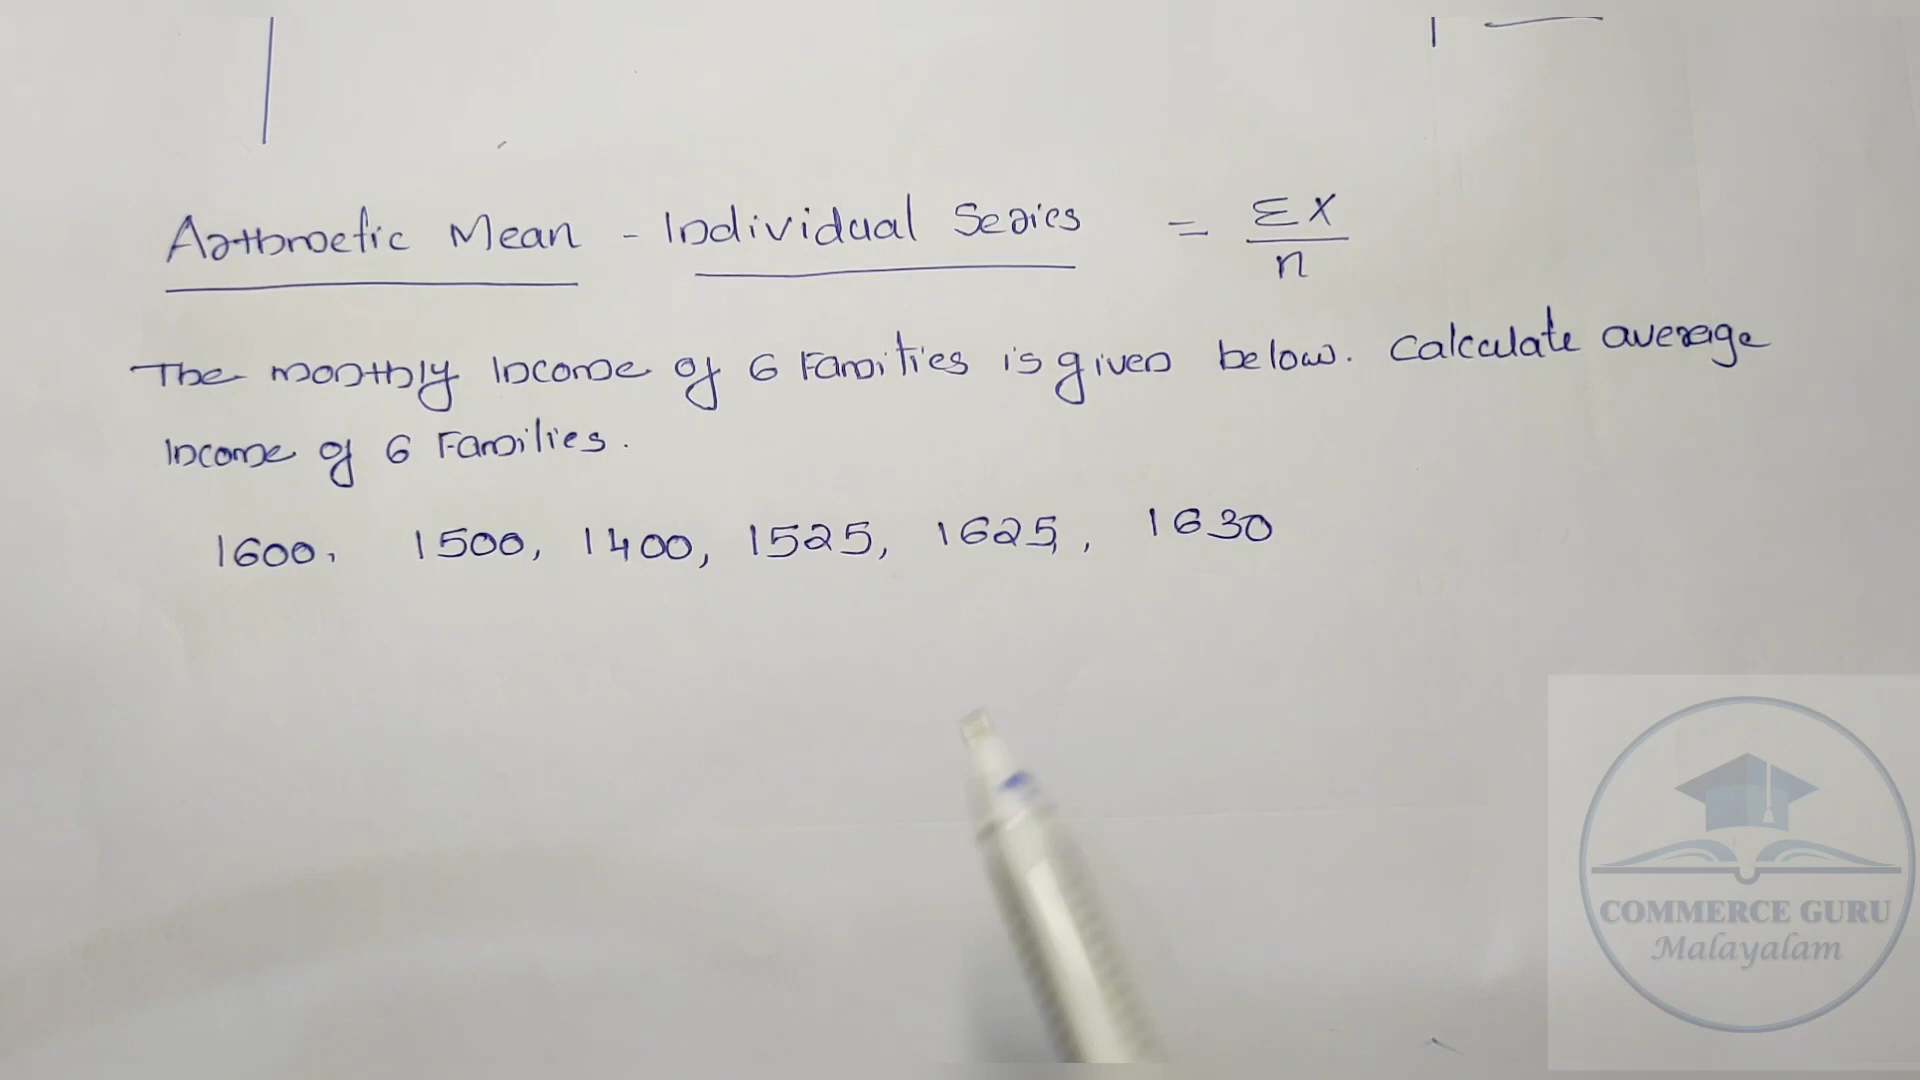 Arithmetic Mean - Individual Series = ΣX / n
The monthly Income of 6 Families is given below. Calculate average
Income of 6 Families.
1600, 1500, 1400, 1525, 1625, 1630
COMMERCE GURU
Malayalam